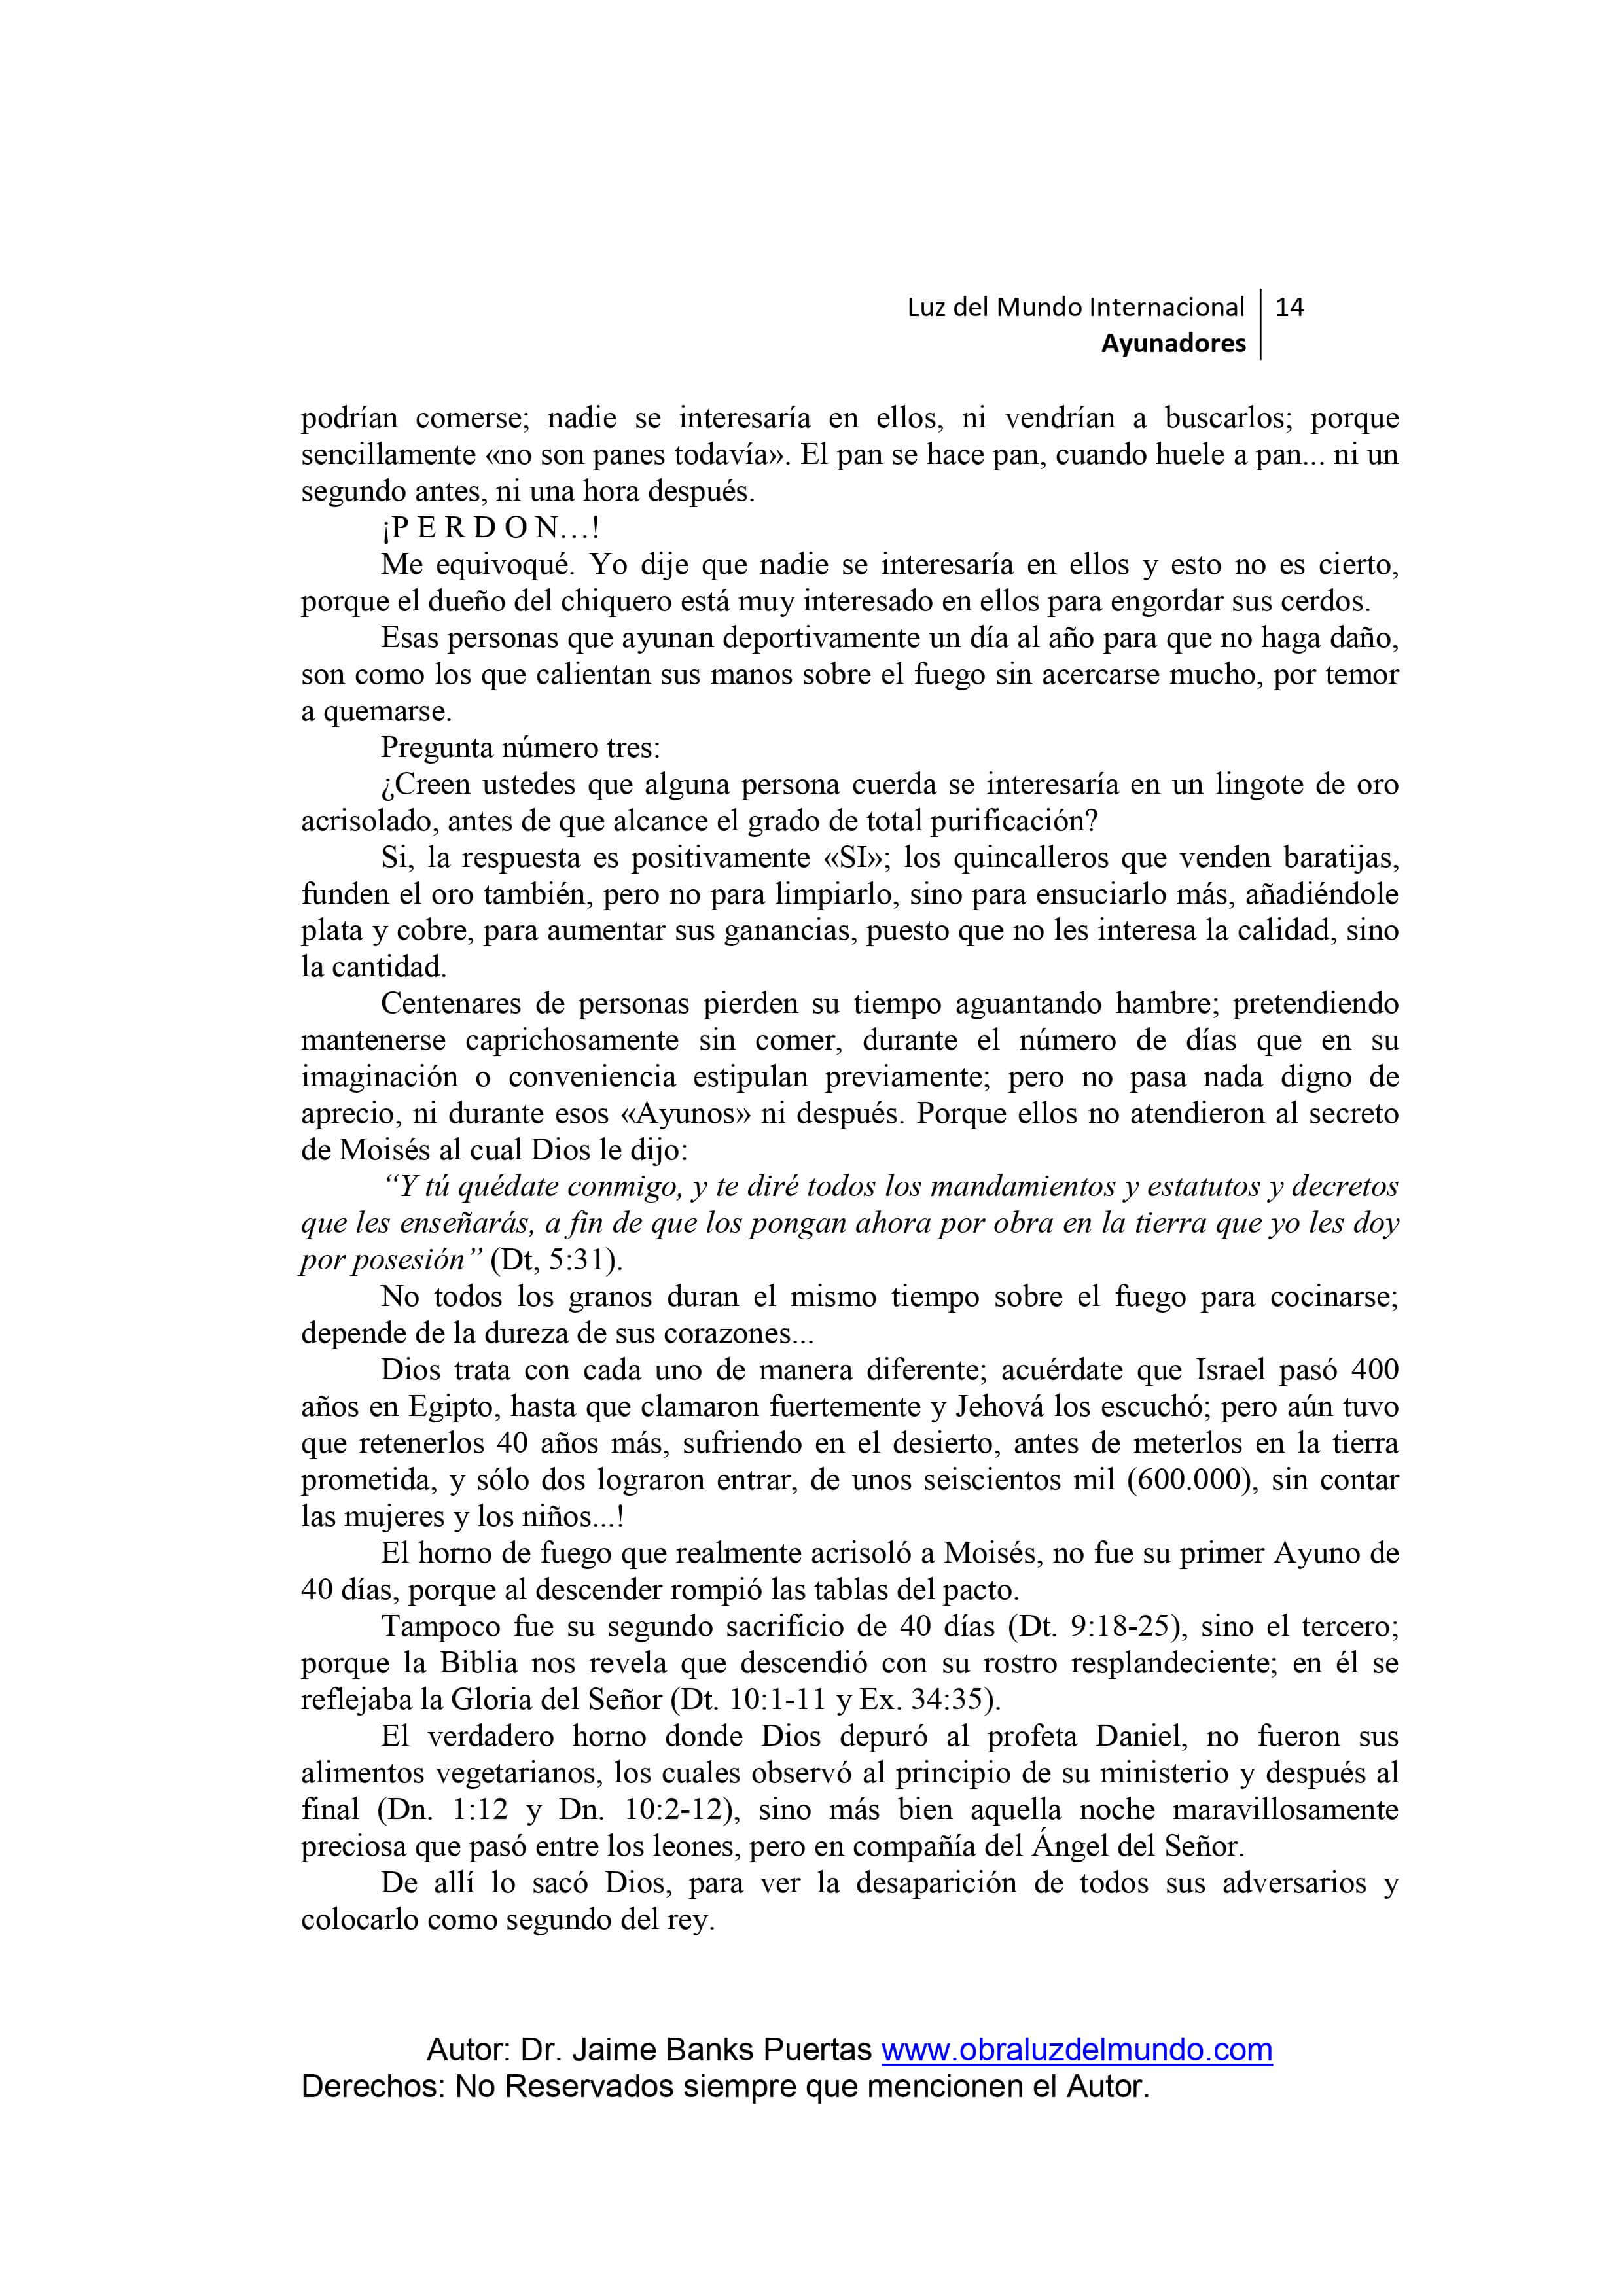 Luz del Mundo Internacional 14
Ayunadores
podrían comerse; nadie se interesaría en ellos, ni vendrían a buscarlos; porque
sencillamente «no son panes todavía». El pan se hace pan, cuando huele a pan... ni un
segundo antes, ni una hora después.
¡P E R D O N…!
Me equivoqué. Yo dije que nadie se interesaría en ellos y esto no es cierto,
porque el dueño del chiquero está muy interesado en ellos para engordar sus cerdos.
Esas personas que ayunan deportivamente un día al año para que no haga daño,
son como los que calientan sus manos sobre el fuego sin acercarse mucho, por temor
a quemarse.
Pregunta número tres:
¿Creen ustedes que alguna persona cuerda se interesaría en un lingote de oro
acrisolado, antes de que alcance el grado de total purificación?
Si, la respuesta es positivamente «SI»; los quincalleros que venden baratijas,
funden el oro también, pero no para limpiarlo, sino para ensuciarlo más, añadiéndole
plata y cobre, para aumentar sus ganancias, puesto que no les interesa la calidad, sino
la cantidad.
Centenares de personas pierden su tiempo aguantando hambre; pretendiendo
mantenerse caprichosamente sin comer, durante el número de días que en su
imaginación o conveniencia estipulan previamente; pero no pasa nada digno de
aprecio, ni durante esos «Ayunos» ni después. Porque ellos no atendieron al secreto
de Moisés al cual Dios le dijo:
“Y tú quédate conmigo, y te diré todos los mandamientos y estatutos y decretos
que les enseñarás, a fin de que los pongan ahora por obra en la tierra que yo les doy
por posesión” (Dt, 5:31).
No todos los granos duran el mismo tiempo sobre el fuego para cocinarse;
depende de la dureza de sus corazones...
Dios trata con cada uno de manera diferente; acuérdate que Israel pasó 400
años en Egipto, hasta que clamaron fuertemente y Jehová los escuchó; pero aún tuvo
que retenerlos 40 años más, sufriendo en el desierto, antes de meterlos en la tierra
prometida, y sólo dos lograron entrar, de unos seiscientos mil (600.000), sin contar
las mujeres y los niños...!
El horno de fuego que realmente acrisoló a Moisés, no fue su primer Ayuno de
40 días, porque al descender rompió las tablas del pacto.
Tampoco fue su segundo sacrificio de 40 días (Dt. 9:18-25), sino el tercero;
porque la Biblia nos revela que descendió con su rostro resplandeciente; en él se
reflejaba la Gloria del Señor (Dt. 10:1-11 y Ex. 34:35).
El verdadero horno donde Dios depuró al profeta Daniel, no fueron sus
alimentos vegetarianos, los cuales observó al principio de su ministerio y después al
final (Dn. 1:12 y Dn. 10:2-12), sino más bien aquella noche maravillosamente
preciosa que pasó entre los leones, pero en compañía del Ángel del Señor.
De allí lo sacó Dios, para ver la desaparición de todos sus adversarios y
colocarlo como segundo del rey.
Autor: Dr. Jaime Banks Puertas www.obraluzdelmundo.com
Derechos: No Reservados siempre que mencionen el Autor.